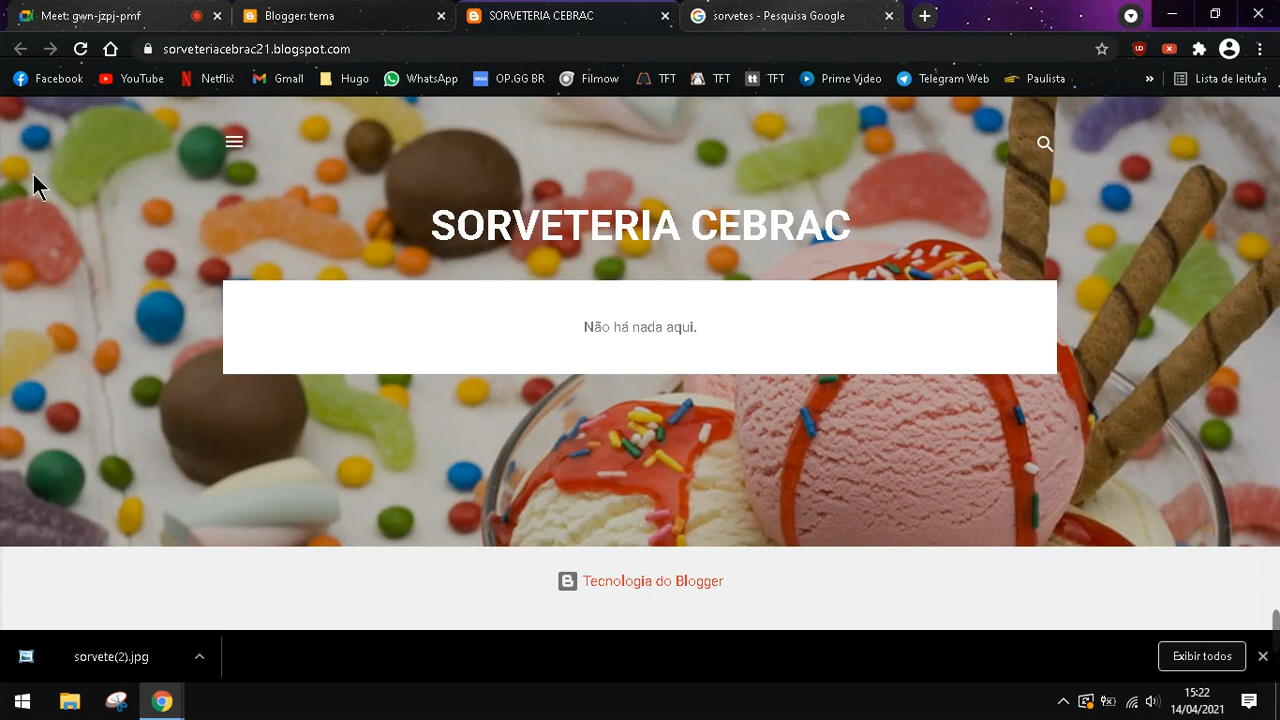 Meet: gwn-jzpj-pmf
Blogger: tema
SORVETERIA CEBRAC
sorvetes - Pesquisa Google
sorveteriacebrac21.blogspot.com
Facebook YouTube Netflix Gmail Hugo WhatsApp OP.GG BR Filmow TFT TFT tt TFT Prime Video Telegram Web Paulista » Lista de leitura
SORVETERIA CEBRAC
Não há nada aqui.
Tecnologia do Blogger
sorvete(2).jpg
Exibir todos
15:22
14/04/2021